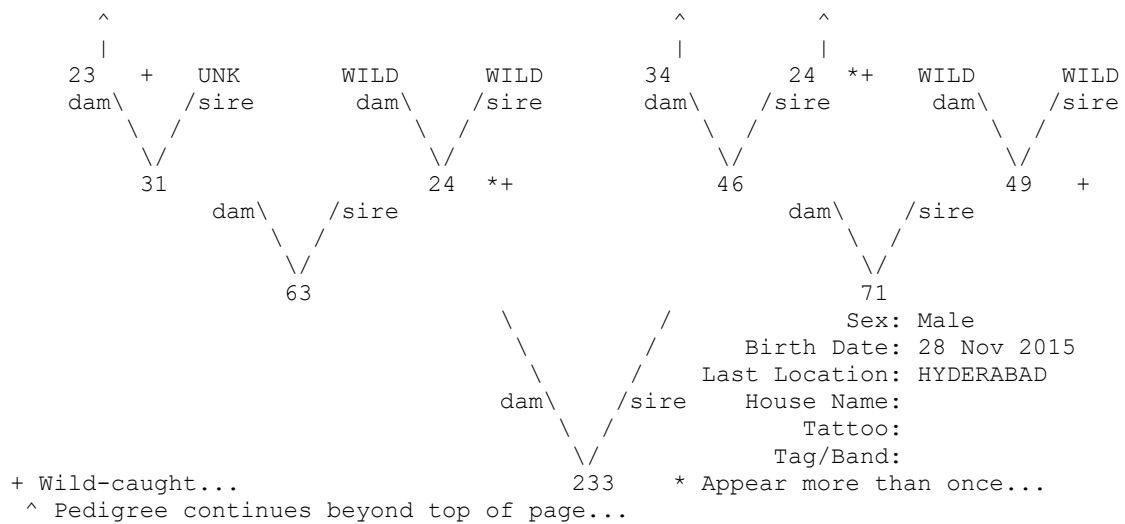 ^ ^ ^
| | |
23 + UNK WILD WILD 34 24 *+ WILD WILD
dam\ /sire dam\ /sire dam\ /sire dam\ /sire
\ / \ / \ / \ /
\/ \/ \/ \/
31 24 *+ 46 49 +
dam\ /sire dam\ /sire
\ / \ /
\/ \/
63 71
\ / Sex: Male
\ / Birth Date: 28 Nov 2015
\ / Last Location: HYDERABAD
dam\ /sire House Name:
\ / Tattoo:
\/ Tag/Band:
+ Wild-caught... 233 * Appear more than once...
^ Pedigree continues beyond top of page...